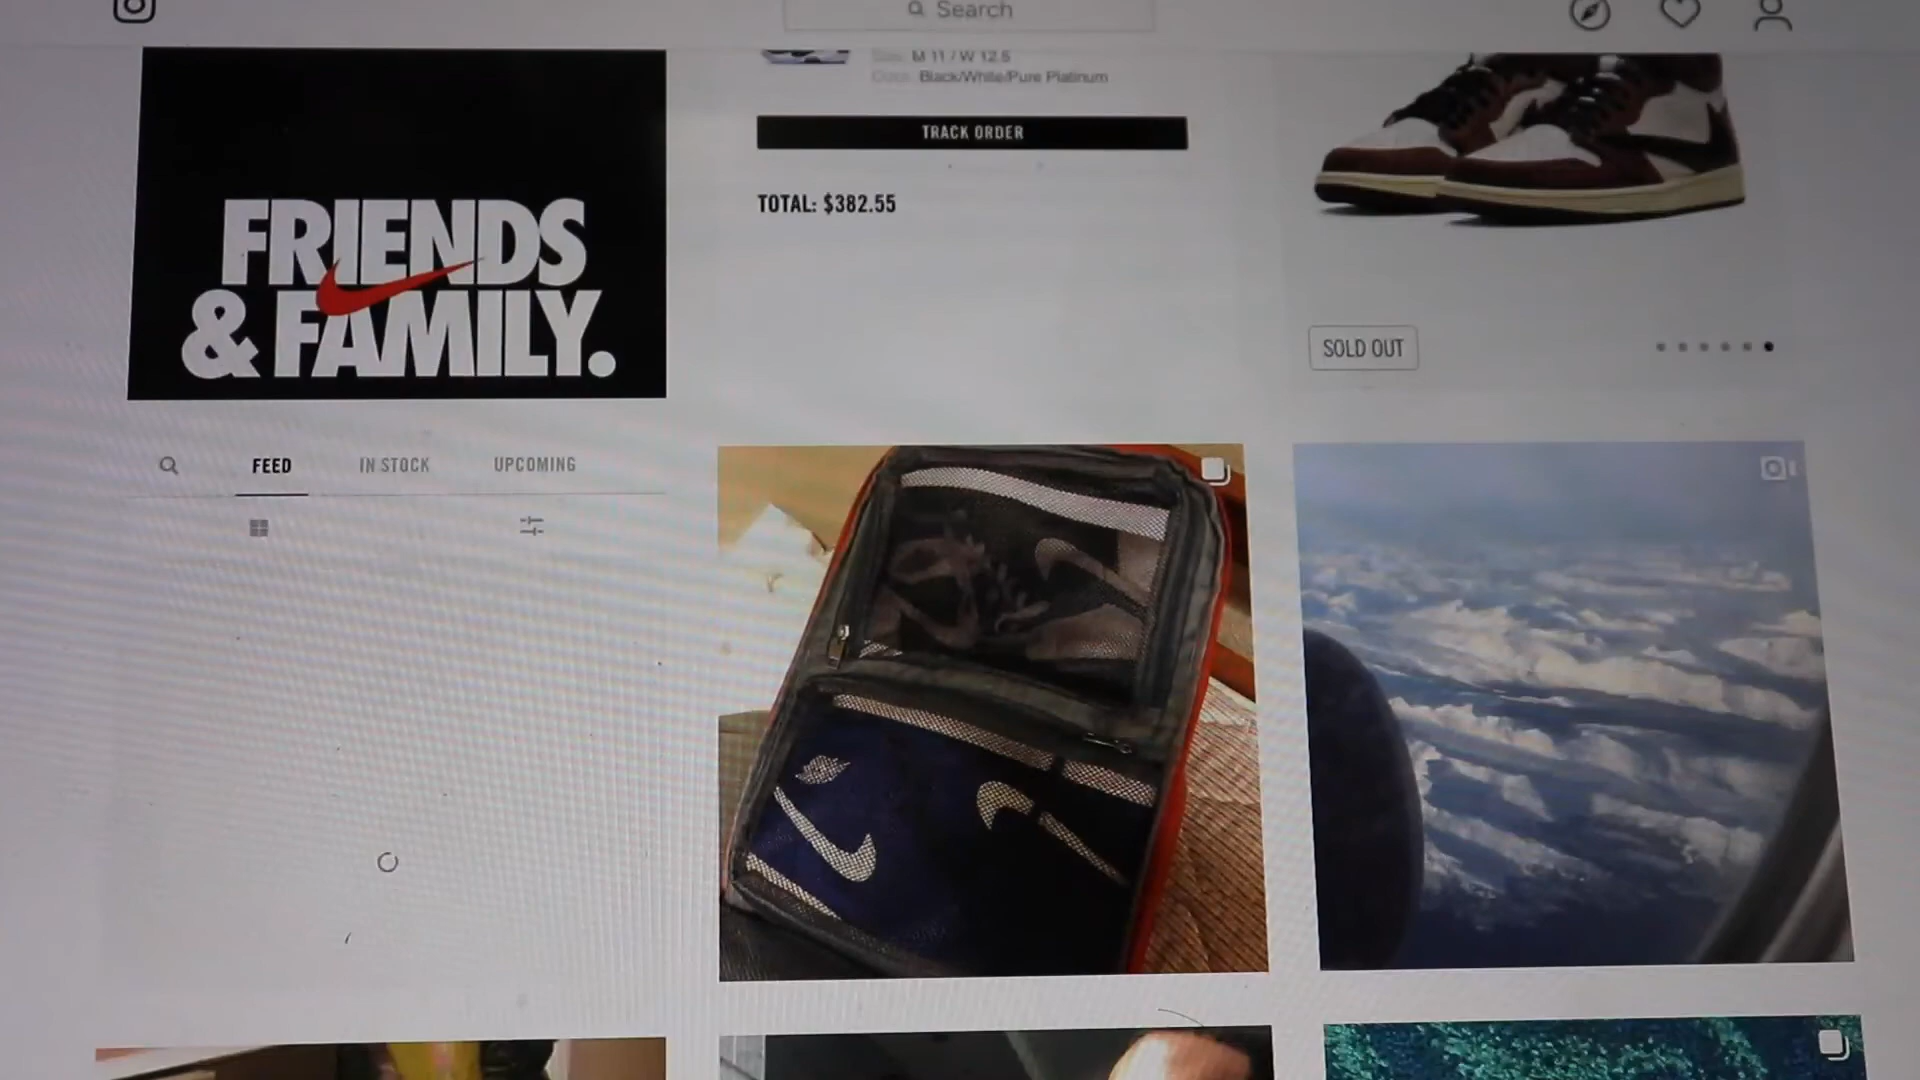 Search
M 11 / W 12.5
Black/White/Pure Platinum
TRACK ORDER
TOTAL: $382.55
FRIENDS
& FAMILY.
SOLD OUT
FEED
IN STOCK
UPCOMING